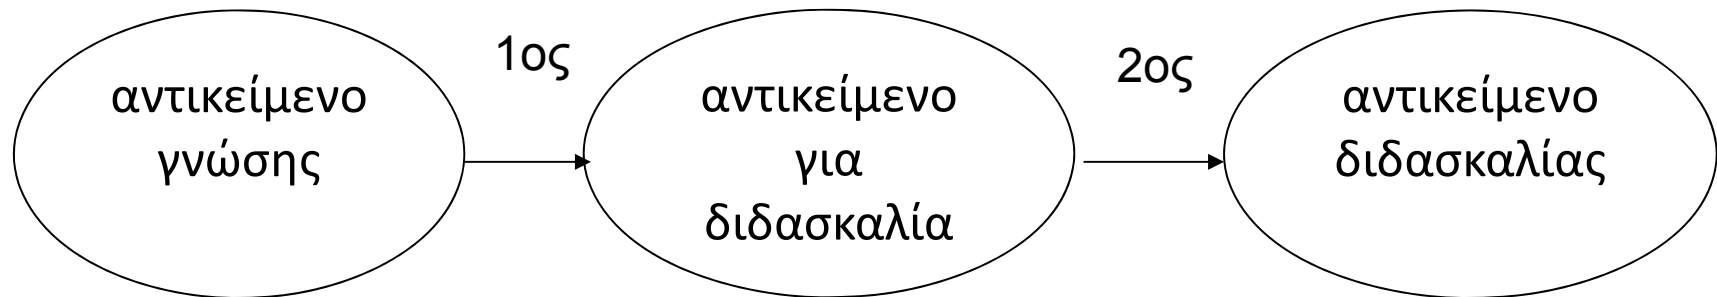 αντικείμενο
γνώσης
1ος
αντικείμενο
για
διδασκαλία
2ος
αντικείμενο
διδασκαλίας